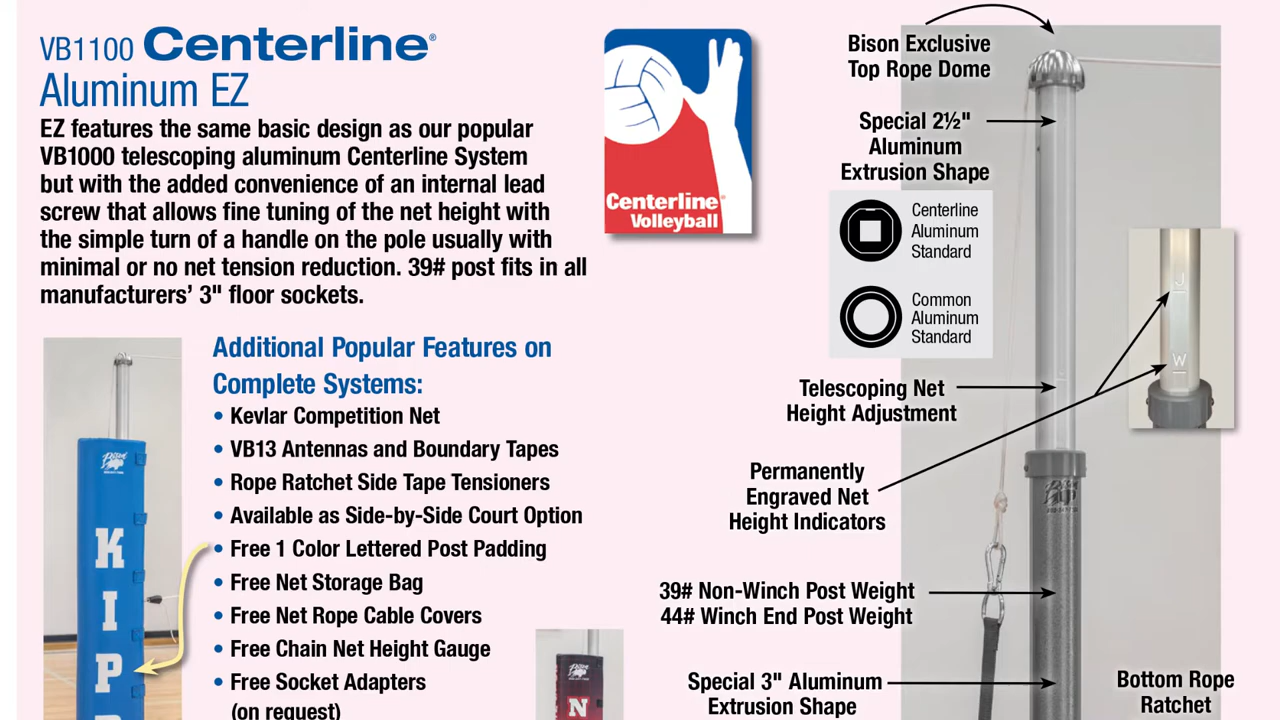 VB1100 Centerline®
Aluminum EZ
EZ features the same basic design as our popular
VB1000 telescoping aluminum Centerline System
but with the added convenience of an internal lead
screw that allows fine tuning of the net height with
the simple turn of a handle on the pole usually with
minimal or no net tension reduction. 39# post fits in all
manufacturers’ 3" floor sockets.
Centerline®
Volleyball
Additional Popular Features on
Complete Systems:
• Kevlar Competition Net
• VB13 Antennas and Boundary Tapes
• Rope Ratchet Side Tape Tensioners
• Available as Side-by-Side Court Option
• Free 1 Color Lettered Post Padding
• Free Net Storage Bag
• Free Net Rope Cable Covers
• Free Chain Net Height Gauge
• Free Socket Adapters
(on request)
K
I
P
N
Bison Exclusive
Top Rope Dome
Special 2½"
Aluminum
Extrusion Shape
Centerline
Aluminum
Standard
Common
Aluminum
Standard
J
W
Telescoping Net
Height Adjustment
Permanently
Engraved Net
Height Indicators
Bison
39# Non-Winch Post Weight
44# Winch End Post Weight
Special 3" Aluminum
Extrusion Shape
Bottom Rope
Ratchet